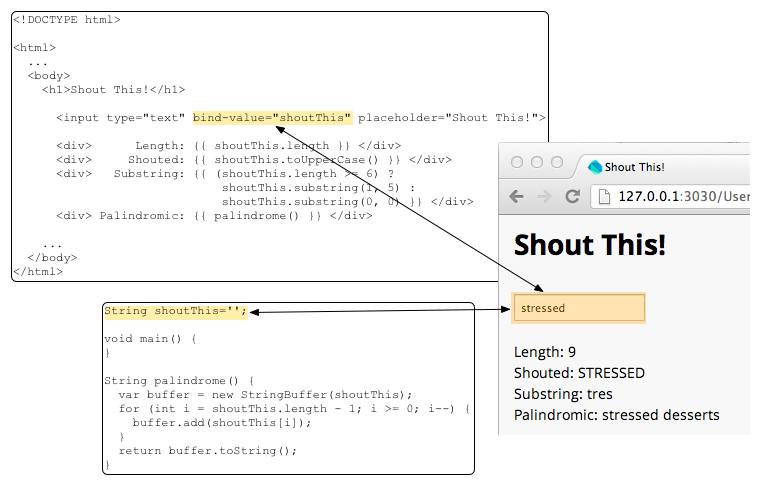 <!DOCTYPE html>
<html>
...
<body>
<h1>Shout This!</h1>
<input type="text" bind-value="shoutThis" placeholder="Shout This!">
<div> Length: {{ shoutThis.length }} </div>
<div> Shouted: {{ shoutThis.toUpperCase() }} </div>
<div> Substring: {{ (shoutThis.length >= 6) ?
shoutThis.substring(1, 5) :
shoutThis.substring(0, 0) }} </div>
<div> Palindromic: {{ palindrome() }} </div>
...
</body>
</html>
String shoutThis='';
void main() {
}
String palindrome() {
var buffer = new StringBuffer(shoutThis);
for (int i = shoutThis.length - 1; i >= 0; i--) {
buffer.add(shoutThis[i]);
}
return buffer.toString();
}
Shout This!
127.0.0.1:3030/User
Shout This!
stressed
Length: 9
Shouted: STRESSED
Substring: tres
Palindromic: stressed desserts